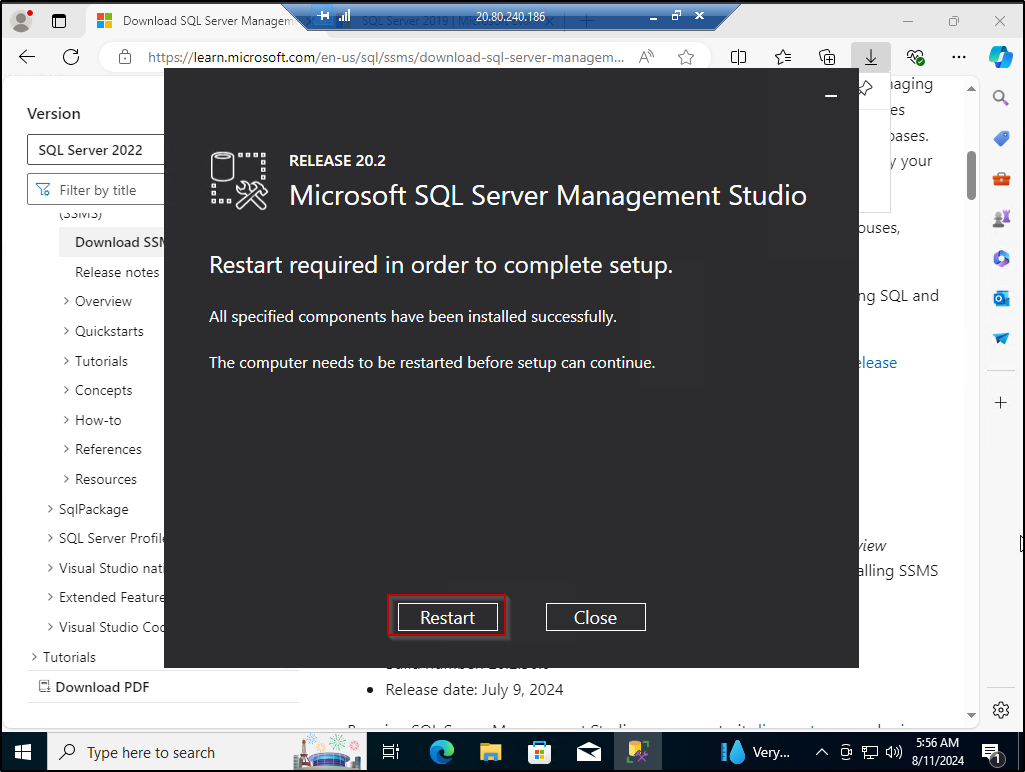 20.80.240.186
Download SQL Server Managem
SQL Server 2019 | Microsoft
https://learn.microsoft.com/en-us/sql/ssms/download-sql-server-managem...
Version
SQL Server 2022
Filter by title
(SSMS)
Download SSM
Release notes
Overview
Quickstarts
Tutorials
Concepts
How-to
References
Resources
SqlPackage
SQL Server Profile
Visual Studio nati
Extended Feature
Visual Studio Coc
Tutorials
Download PDF
RELEASE 20.2
Microsoft SQL Server Management Studio
Restart required in order to complete setup.
All specified components have been installed successfully.
The computer needs to be restarted before setup can continue.
Restart
Close
naging
es
bases.
y your
ouses,
ng SQL and
elease
view
alling SSMS
Release date: July 9, 2024
Type here to search
Very...
5:56 AM
8/11/2024
1